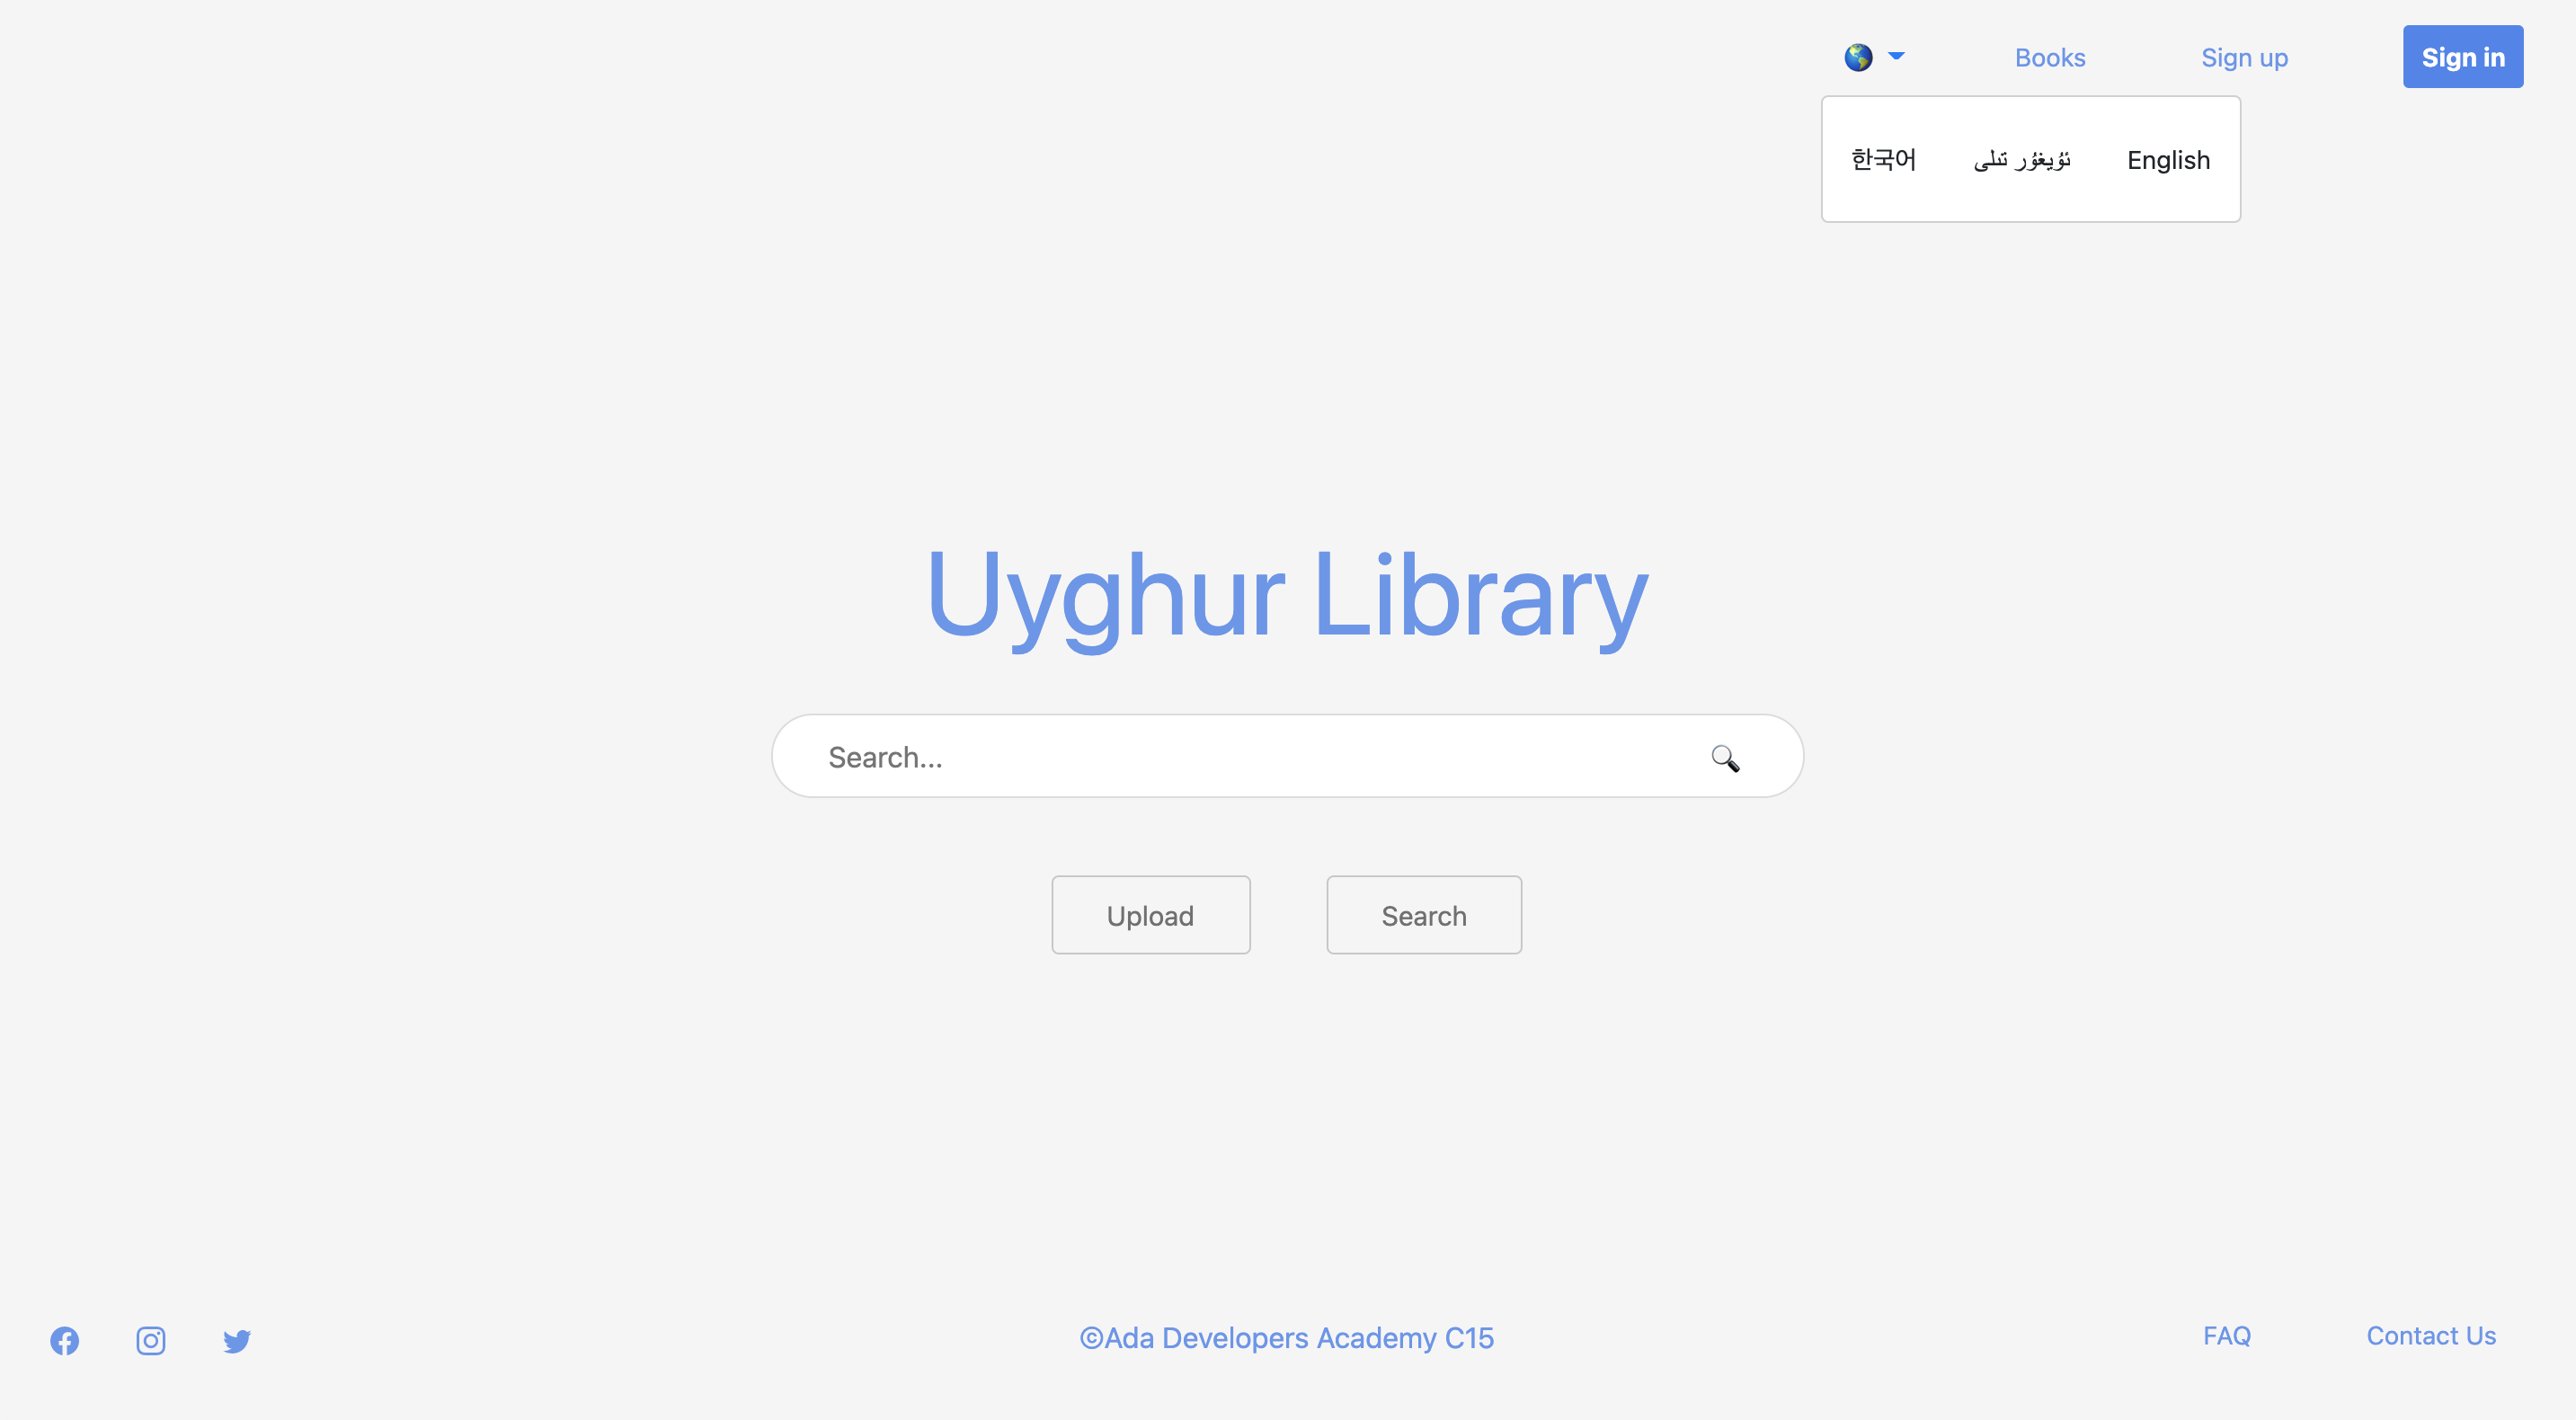 Books
Sign up
Sign in
한국어
ئۇيغۇر تىلى
English
Uyghur Library
Search...
Upload
Search
©Ada Developers Academy C15
FAQ
Contact Us